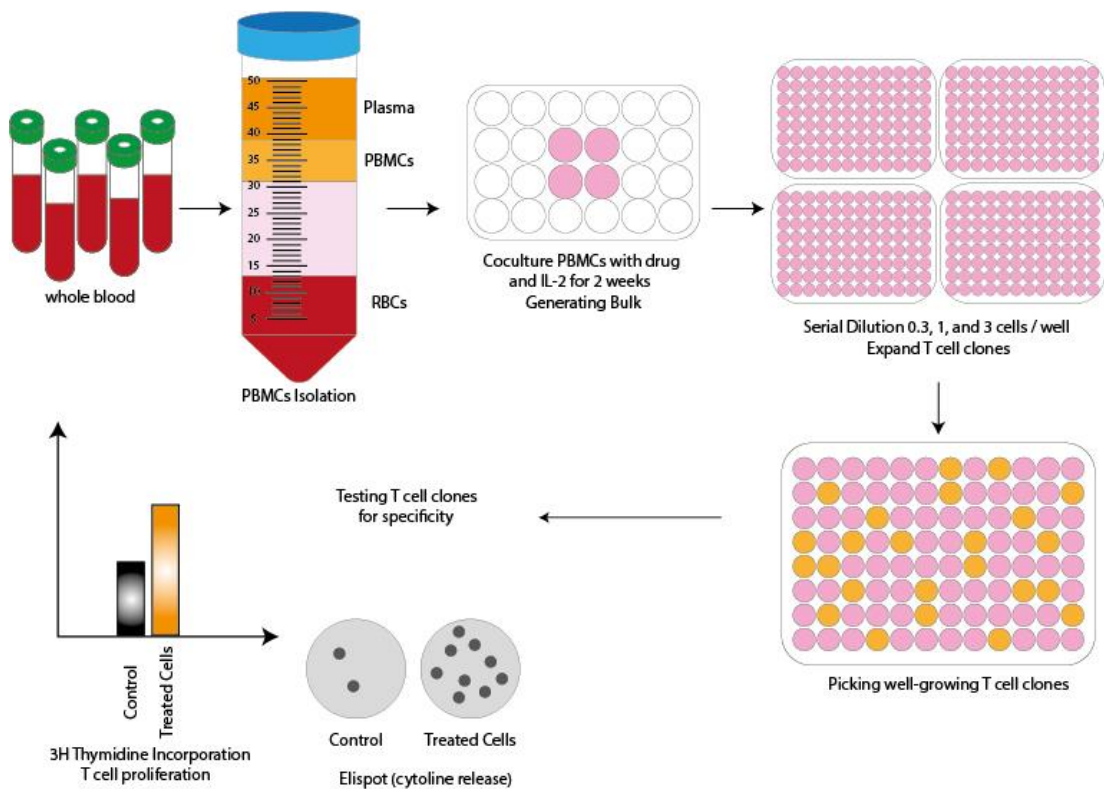 whole blood
50
45
40
35
30
25
20
15
10
5
Plasma
PBMCs
RBCs
PBMCs Isolation
Coculture PBMCs with drug
and IL-2 for 2 weeks
Generating Bulk
Serial Dilution 0.3, 1, and 3 cells / well
Expand T cell clones
Picking well-growing T cell clones
Testing T cell clones
for specificity
Control
Treated Cells
3H Thymidine Incorporation
T cell proliferation
Control
Treated Cells
Elispot (cytoline release)